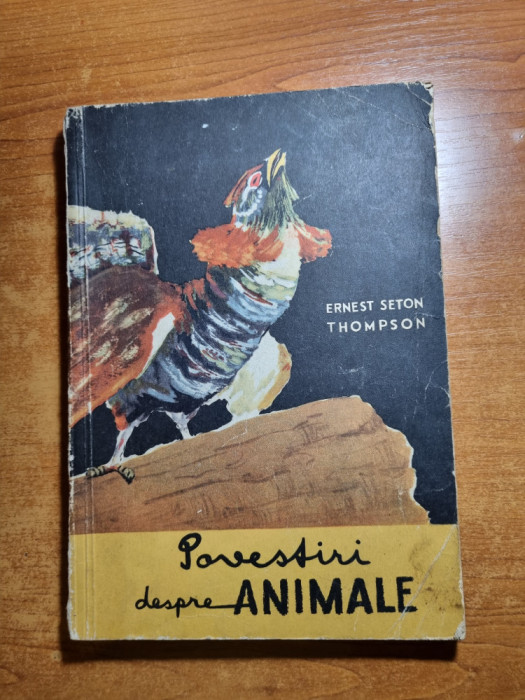 ERNEST SETON
THOMPSON
Povestiri
despre ANIMALE